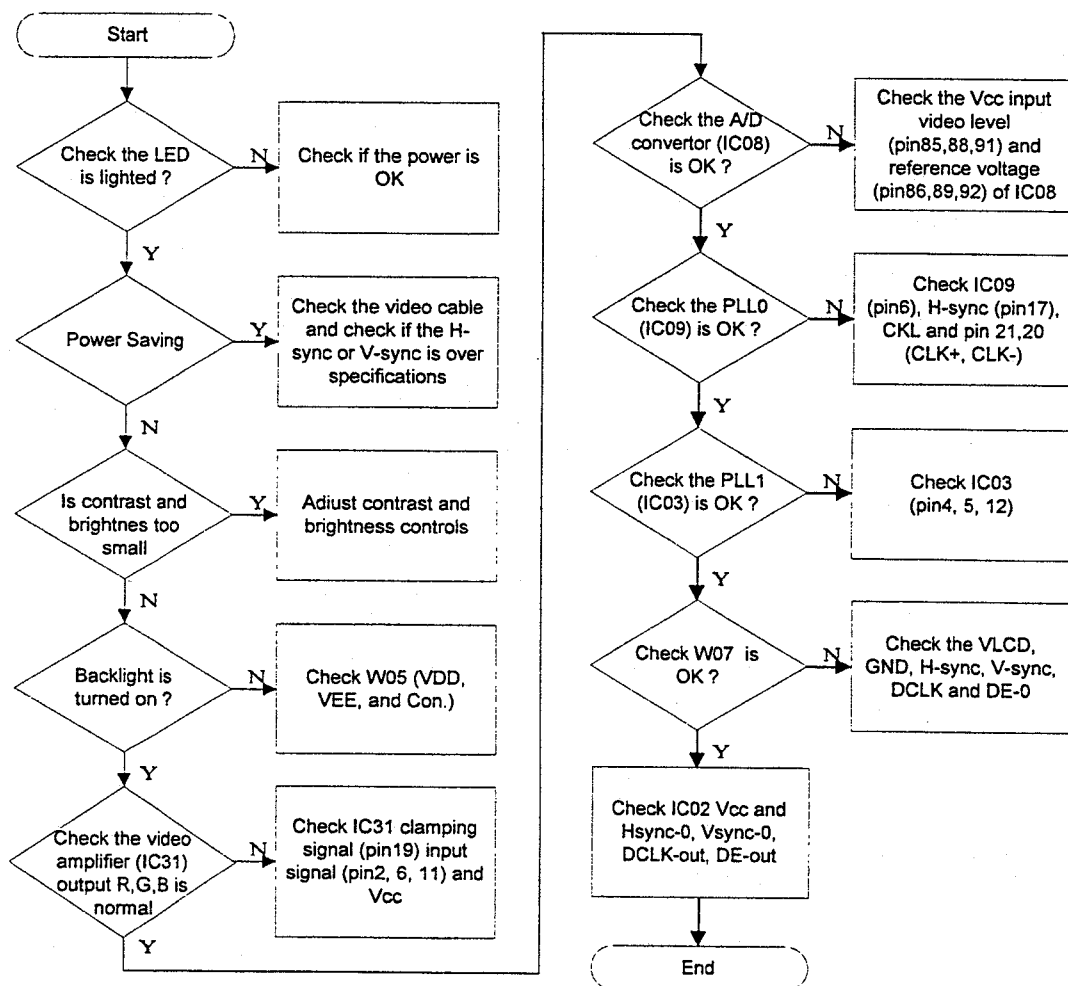 Start
Check the LED
is lighted ?
N
Check if the power is
OK
Y
Power Saving
Y
Check the video cable
and check if the H-
sync or V-sync is over
specifications
N
Is contrast and
brightnes too
small
Y
Adjust contrast and
brightness controls
N
Backlight is
turned on ?
N
Check W05 (VDD,
VEE, and Con.)
Y
Check the video
amplifier (IC31)
output R,G,B is
normal
N
Check IC31 clamping
signal (pin19) input
signal (pin2, 6, 11) and
Vcc
Y
Check the A/D
convertor (IC08)
is OK ?
N
Check the Vcc input
video level
(pin85,88,91) and
reference voltage
(pin86,89,92) of IC08
Y
Check the PLL0
(IC09) is OK ?
N
Check IC09
(pin6), H-sync (pin17),
CKL and pin 21,20
(CLK+, CLK-)
Y
Check the PLL1
(IC03) is OK ?
N
Check IC03
(pin4, 5, 12)
Y
Check W07 is
OK ?
N
Check the VLCD,
GND, H-sync, V-sync,
DCLK and DE-0
Y
Check IC02 Vcc and
Hsync-0, Vsync-0,
DCLK-out, DE-out
End